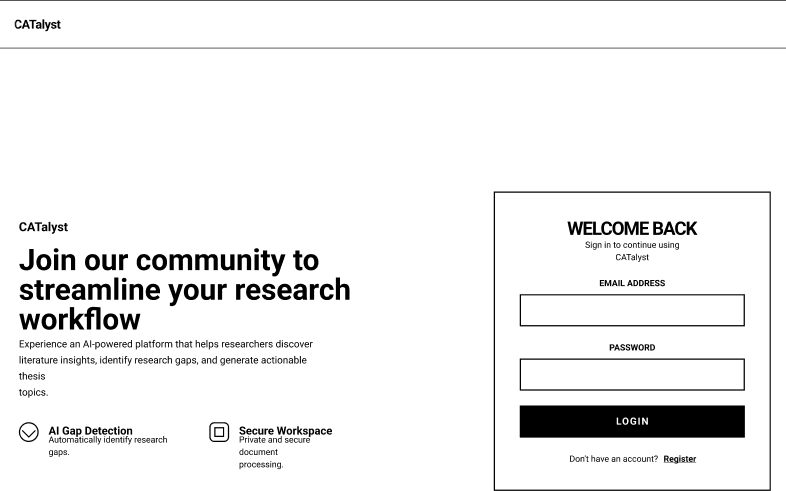 CATalyst
CATalyst
Join our community to
streamline your research
workflow
Experience an AI-powered platform that helps researchers discover
literature insights, identify research gaps, and generate actionable
thesis
topics.
AI Gap Detection
Automatically identify research
gaps.
Secure Workspace
Private and secure
document
processing.
WELCOME BACK
Sign in to continue using
CATalyst
EMAIL ADDRESS
PASSWORD
LOGIN
Don't have an account? Register